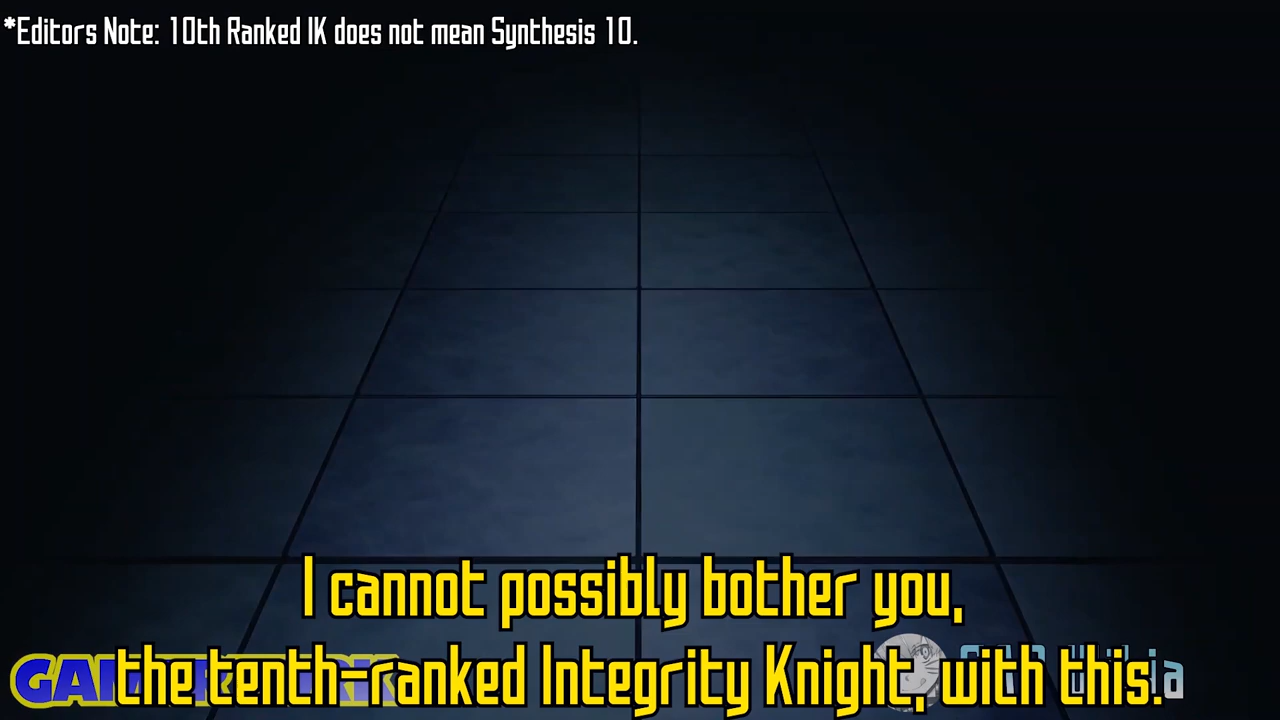 *Editors Note: 10th Ranked IK does not mean Synthesis 10.
I cannot possibly bother you,
the tenth-ranked Integrity Knight, with this.